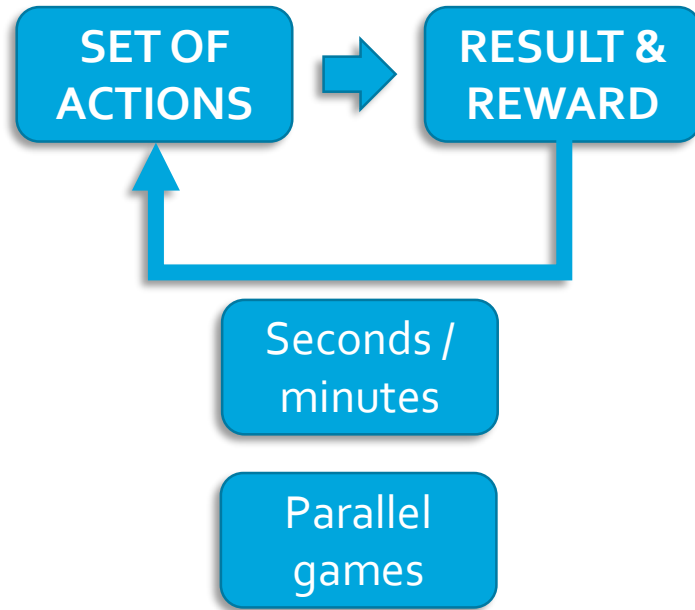 SET OF
ACTIONS
RESULT &
REWARD
Seconds /
minutes
Parallel
games